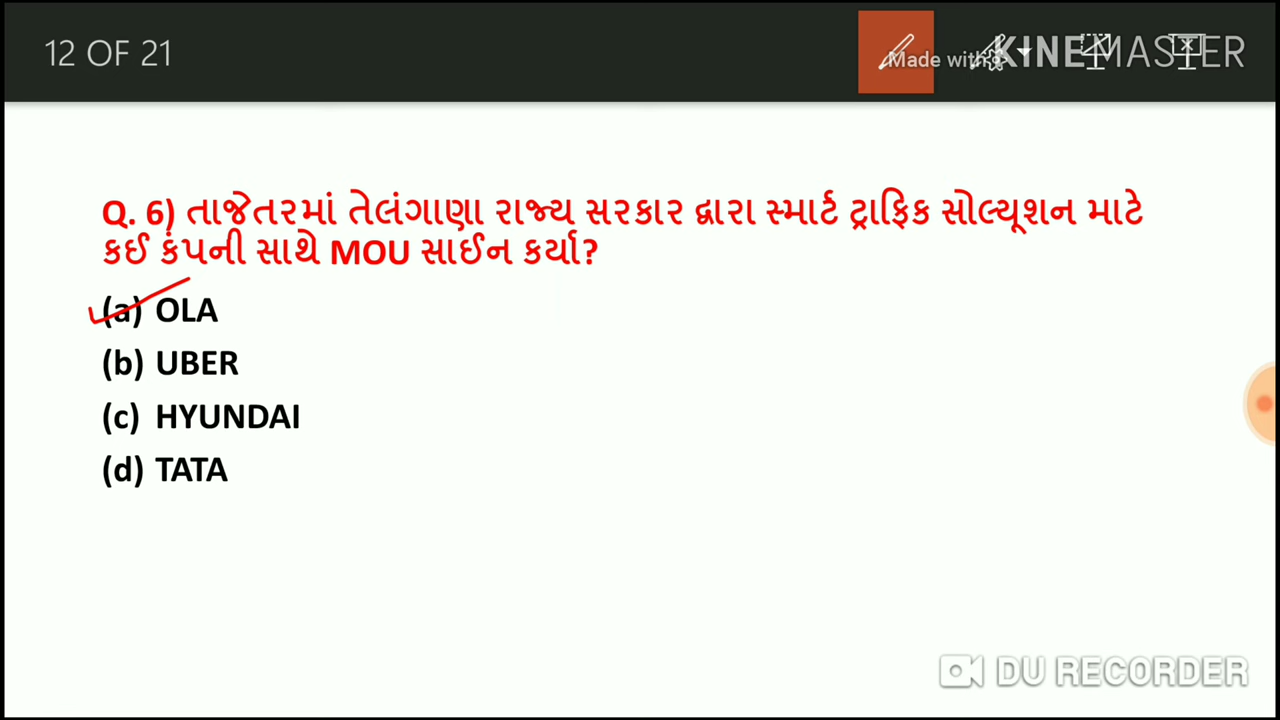 12 OF 21
Made with
KINEMASTER
Q. 6) તાજેતરમાં તેલંગાણા રાજ્ય સરકાર દ્વારા સ્માર્ટ ટ્રાફિક સોલ્યૂશન માટે
કઈ કંપની સાથે MOU સાઈન કર્યા?
(a) OLA
(b) UBER
(c) HYUNDAI
(d) TATA
DU RECORDER